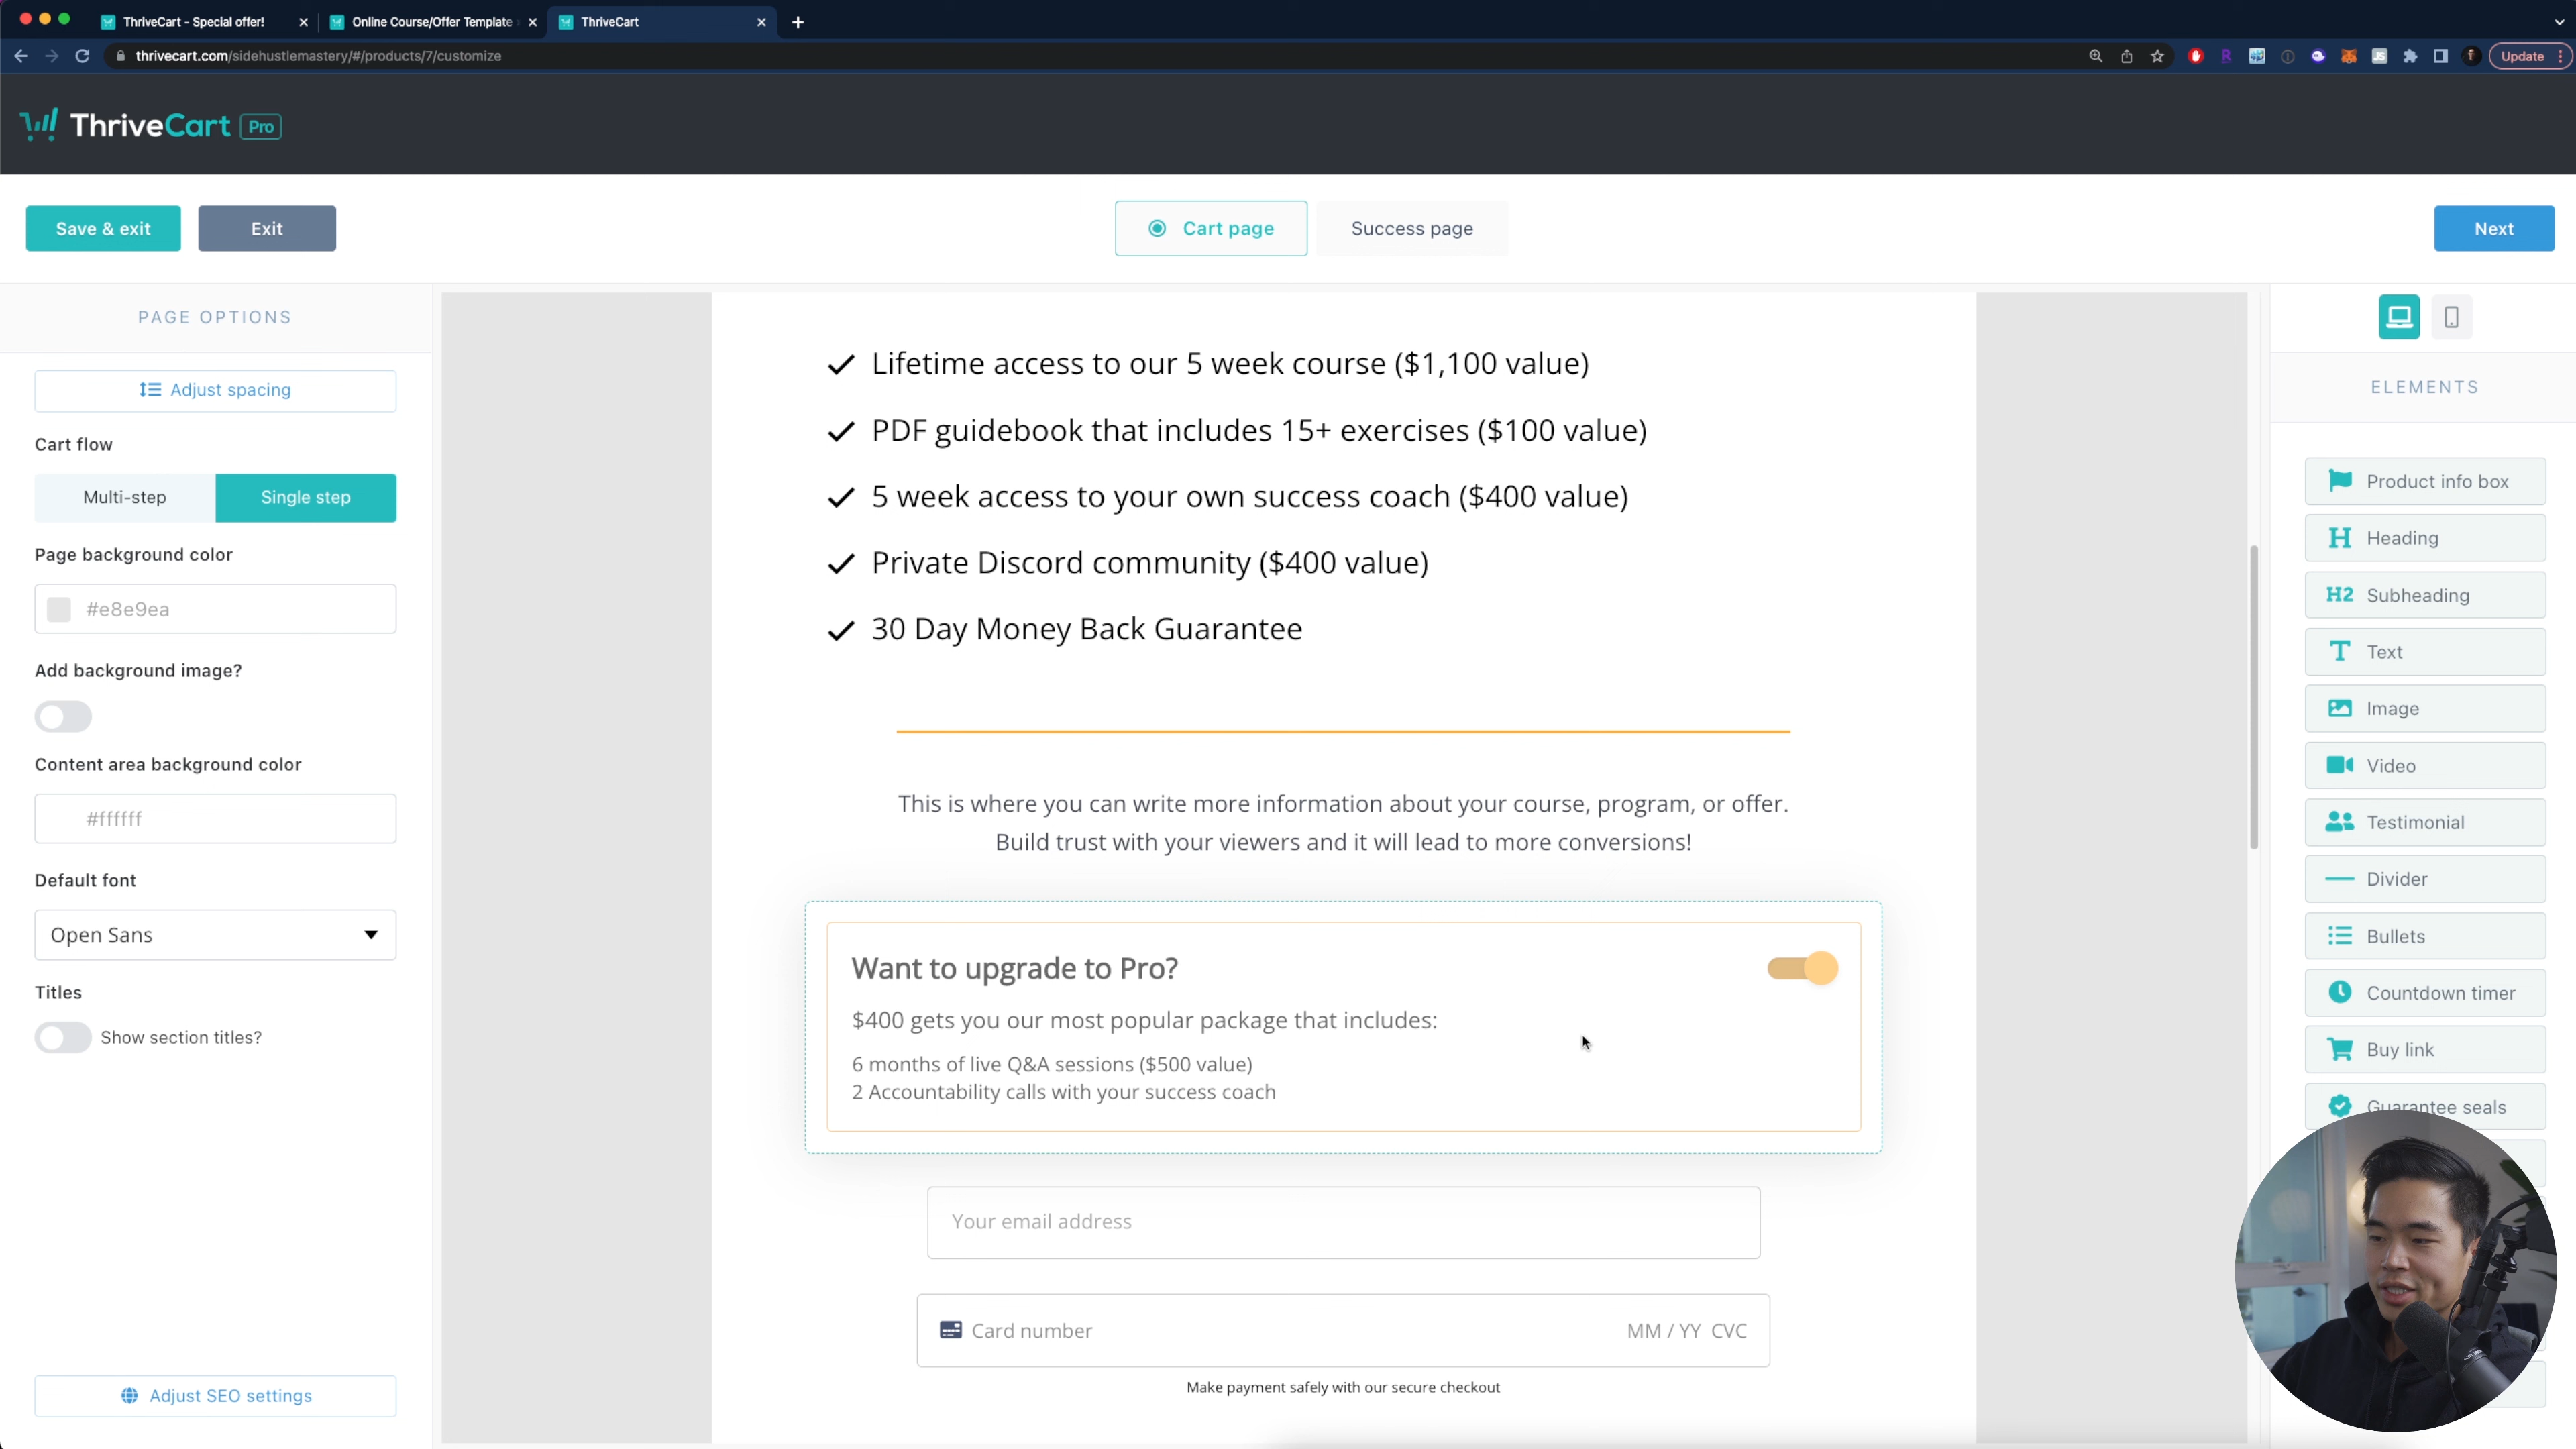 ThriveCart - Special offer!
Online Course/Offer Template
ThriveCart
thrivecart.com/sidehustlemastery/#/products/7/customize
Update
ThriveCart Pro
Save & exit
Exit
Cart page
Success page
Next
PAGE OPTIONS
Adjust spacing
Cart flow
Multi-step
Single step
Page background color
#e8e9ea
Add background image?
Content area background color
#ffffff
Default font
Open Sans
Titles
Show section titles?
Adjust SEO settings
Lifetime access to our 5 week course ($1,100 value)
PDF guidebook that includes 15+ exercises ($100 value)
5 week access to your own success coach ($400 value)
Private Discord community ($400 value)
30 Day Money Back Guarantee
This is where you can write more information about your course, program, or offer.
Build trust with your viewers and it will lead to more conversions!
Want to upgrade to Pro?
$400 gets you our most popular package that includes:
6 months of live Q&A sessions ($500 value)
2 Accountability calls with your success coach
Your email address
Card number
MM / YY CVC
Make payment safely with our secure checkout
ELEMENTS
Product info box
H Heading
H2 Subheading
T Text
Image
Video
Testimonial
Divider
Bullets
Countdown timer
Buy link
Guarantee seals